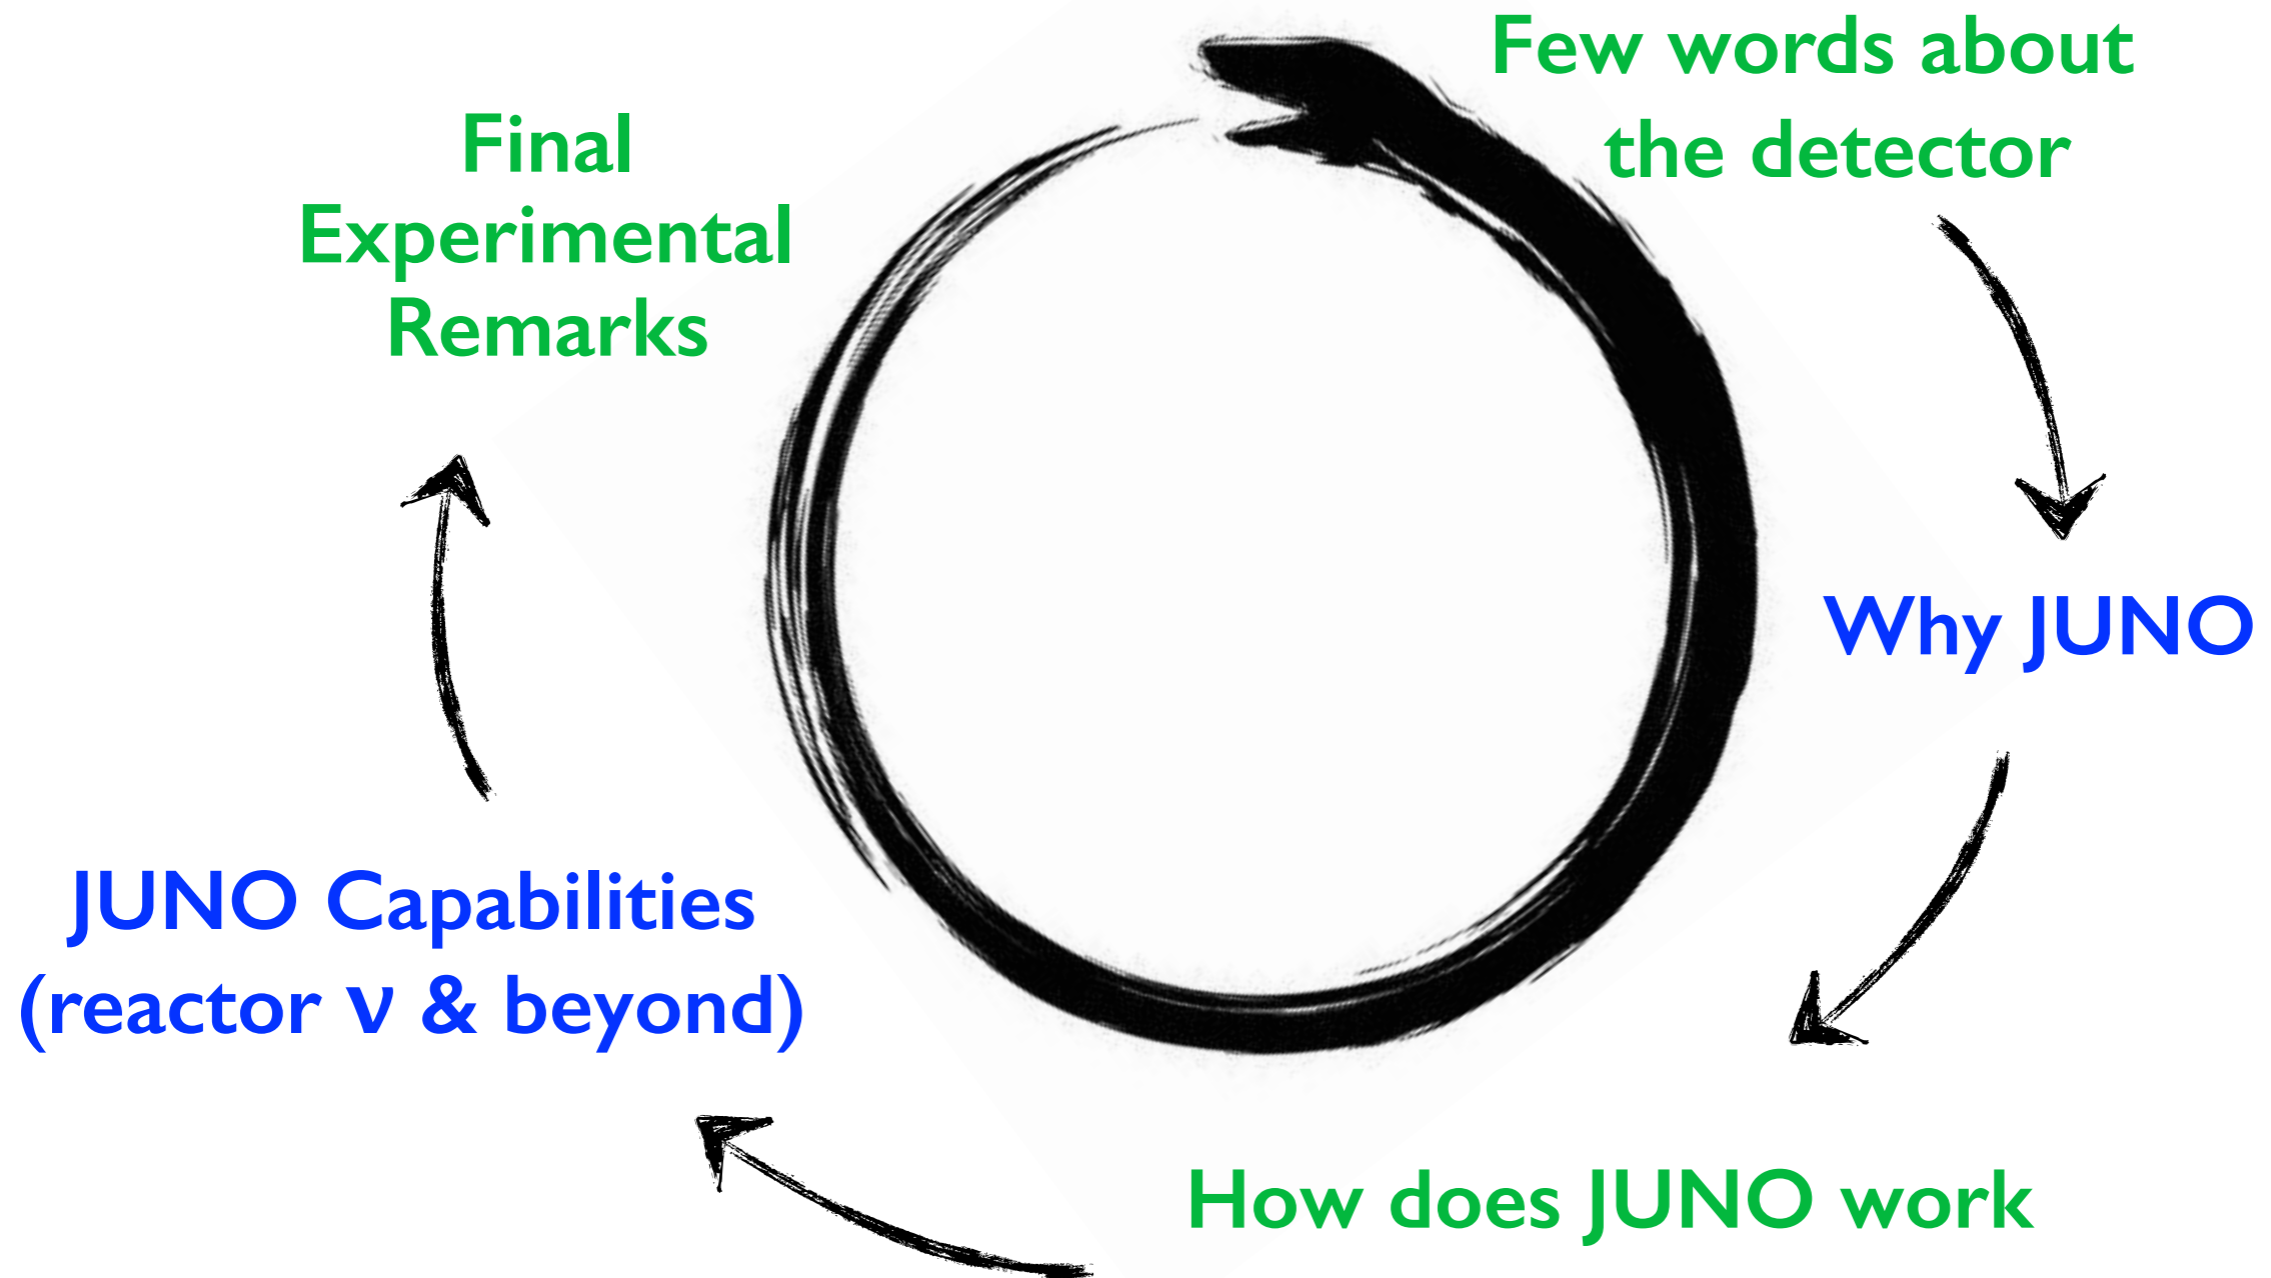 Few words about
the detector
Why JUNO
How does JUNO work
JUNO Capabilities
(reactor ν & beyond)
Final
Experimental
Remarks